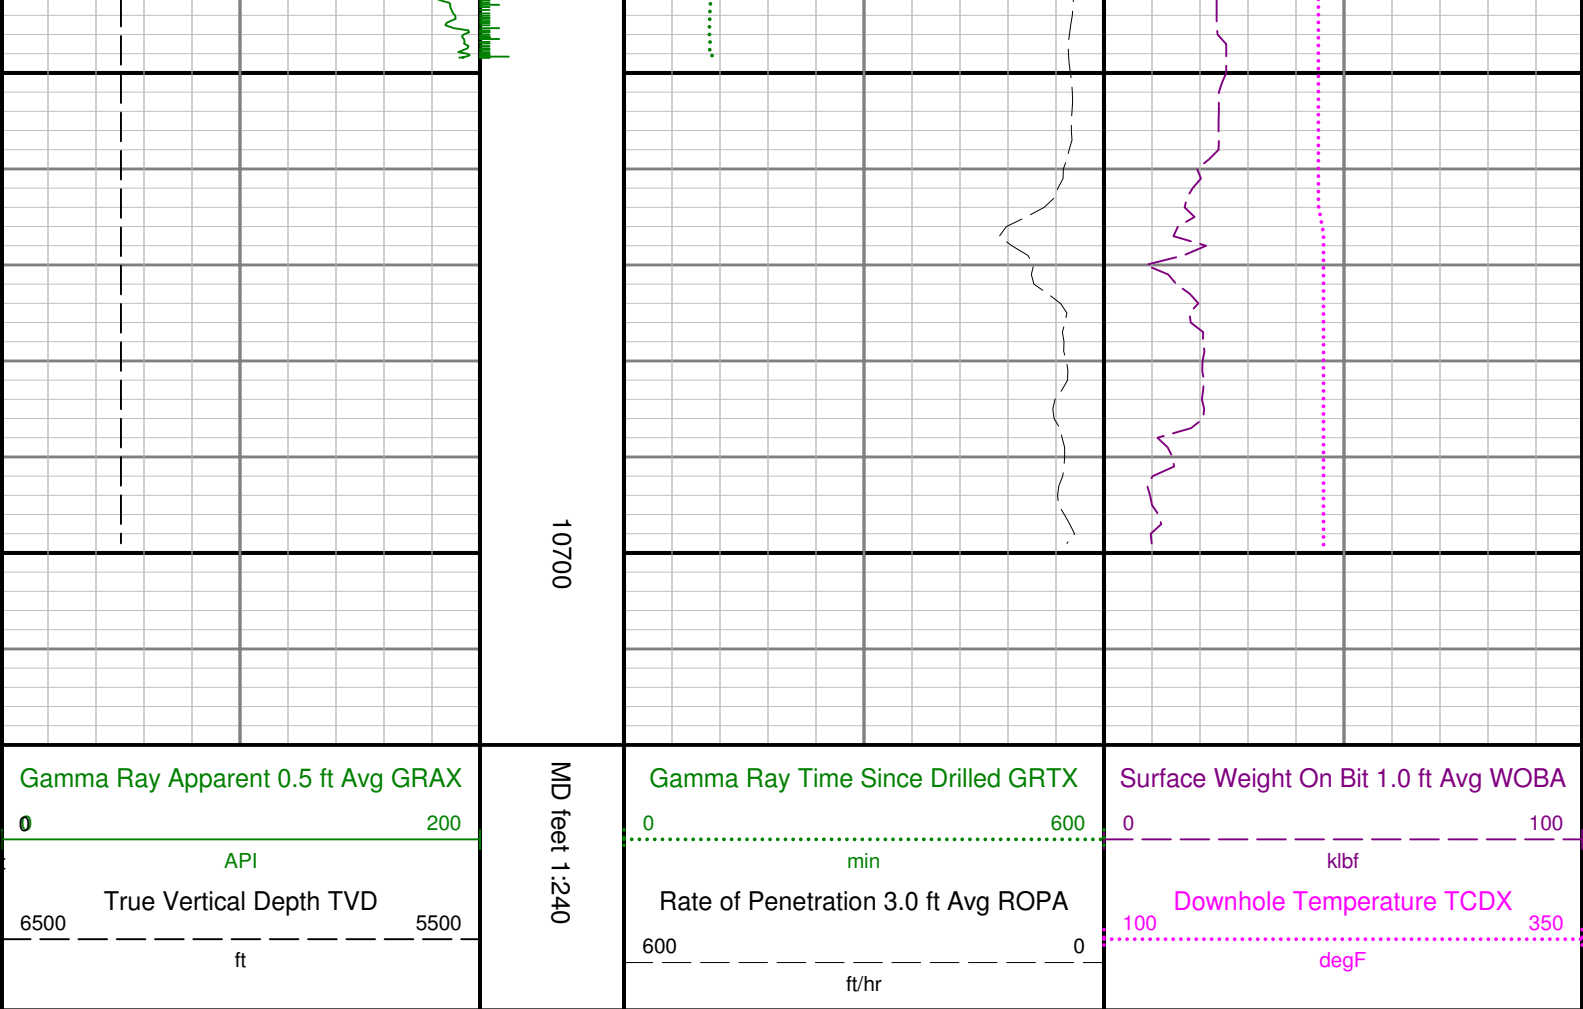 10700
MD feet 1:240
Gamma Ray Apparent 0.5 ft Avg GRAX
0 200
API
True Vertical Depth TVD
6500 5500
ft
Gamma Ray Time Since Drilled GRTX
0 600
min
Rate of Penetration 3.0 ft Avg ROPA
600 0
ft/hr
Surface Weight On Bit 1.0 ft Avg WOBA
0 100
klbf
Downhole Temperature TCDX
100 350
degF